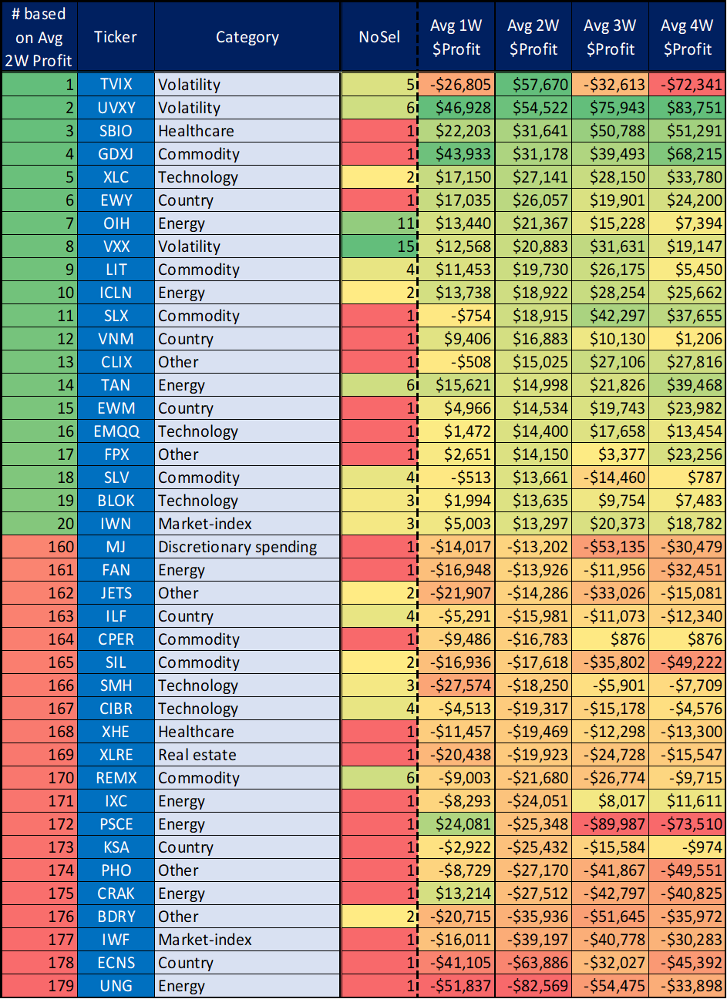 # based on Avg 2W Profit Ticker Category NoSel Avg 1W $Profit Avg 2W $Profit Avg 3W $Profit Avg 4W $Profit
1 TVIX Volatility 5 -$26,805 $57,670 -$32,613 -$72,341
2 UVXY Volatility 6 $46,928 $54,522 $75,943 $83,751
3 SBIO Healthcare 1 $22,203 $31,641 $50,788 $51,291
4 GDXJ Commodity 1 $43,933 $31,178 $39,493 $68,215
5 XLC Technology 2 $17,150 $27,141 $28,150 $33,780
6 EWY Country 1 $17,035 $26,057 $19,901 $24,200
7 OIH Energy 11 $13,440 $21,367 $15,228 $7,394
8 VXX Volatility 15 $12,568 $20,883 $31,631 $19,147
9 LIT Commodity 4 $11,453 $19,730 $26,175 $5,450
10 ICLN Energy 2 $13,738 $18,922 $28,254 $25,662
11 SLX Commodity 1 -$754 $18,915 $42,297 $37,655
12 VNM Country 1 $9,406 $16,883 $10,130 $1,206
13 CLIX Other 1 -$508 $15,025 $27,106 $27,816
14 TAN Energy 6 $15,621 $14,998 $21,826 $39,468
15 EWM Country 1 $4,966 $14,534 $19,743 $23,982
16 EMQQ Technology 1 $1,472 $14,400 $17,658 $13,454
17 FPX Other 1 $2,651 $14,150 $3,377 $23,256
18 SLV Commodity 4 -$513 $13,661 -$14,460 $787
19 BLOK Technology 3 $1,994 $13,635 $9,754 $7,483
20 IWN Market-index 3 $5,003 $13,297 $20,373 $18,782
160 MJ Discretionary spending 1 -$14,017 -$13,202 -$53,135 -$30,479
161 FAN Energy 1 -$16,948 -$13,926 -$11,956 -$32,451
162 JETS Other 2 -$21,907 -$14,286 -$33,026 -$15,081
163 ILF Country 4 -$5,291 -$15,981 -$11,073 -$12,340
164 CPER Commodity 1 -$9,486 -$16,783 $876 $876
165 SIL Commodity 2 -$16,936 -$17,618 -$35,802 -$49,222
166 SMH Technology 3 -$27,574 -$18,250 -$5,901 -$7,709
167 CIBR Technology 4 -$4,513 -$19,317 -$15,178 -$4,576
168 XHE Healthcare 1 -$11,457 -$19,469 -$12,298 -$13,300
169 XLRE Real estate 1 -$20,438 -$19,923 -$24,728 -$15,547
170 REMX Commodity 6 -$9,003 -$21,680 -$26,774 -$9,715
171 IXC Energy 1 -$8,293 -$24,051 $8,017 $11,611
172 PSCE Energy 1 $24,081 -$25,348 -$89,987 -$73,510
173 KSA Country 1 -$2,922 -$25,432 -$15,584 -$974
174 PHO Other 1 -$8,729 -$27,170 -$41,867 -$49,551
175 CRAK Energy 1 $13,214 -$27,512 -$42,797 -$40,825
176 BDRY Other 2 -$20,715 -$35,936 -$51,645 -$35,972
177 IWF Market-index 1 -$16,011 -$39,197 -$40,778 -$30,283
178 ECNS Country 1 -$41,105 -$63,886 -$32,027 -$45,392
179 UNG Energy 1 -$51,837 -$82,569 -$54,475 -$33,898